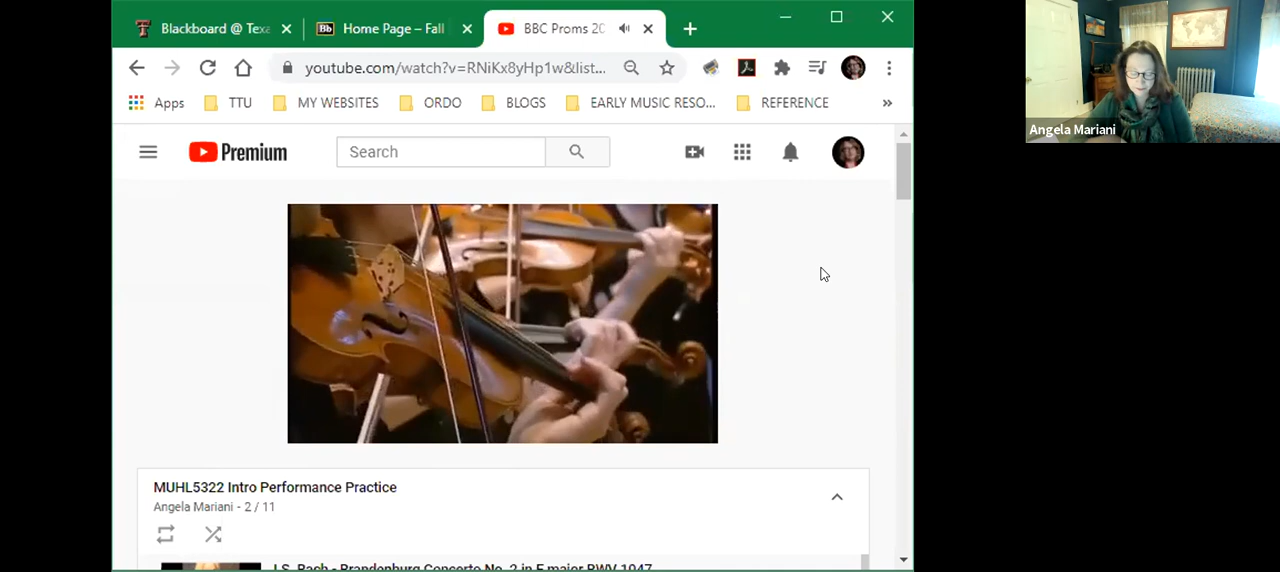 Blackboard @ Texa
Home Page – Fall
BBC Proms 20
youtube.com/watch?v=RNiKx8yHp1w&list...
Apps
TTU
MY WEBSITES
ORDO
BLOGS
EARLY MUSIC RESO...
REFERENCE
»
Premium
Search
MUHL5322 Intro Performance Practice
Angela Mariani - 2 / 11
J.S. Bach - Brandenburg Concerto No. 2 in F major BWV 1047
Angela Mariani